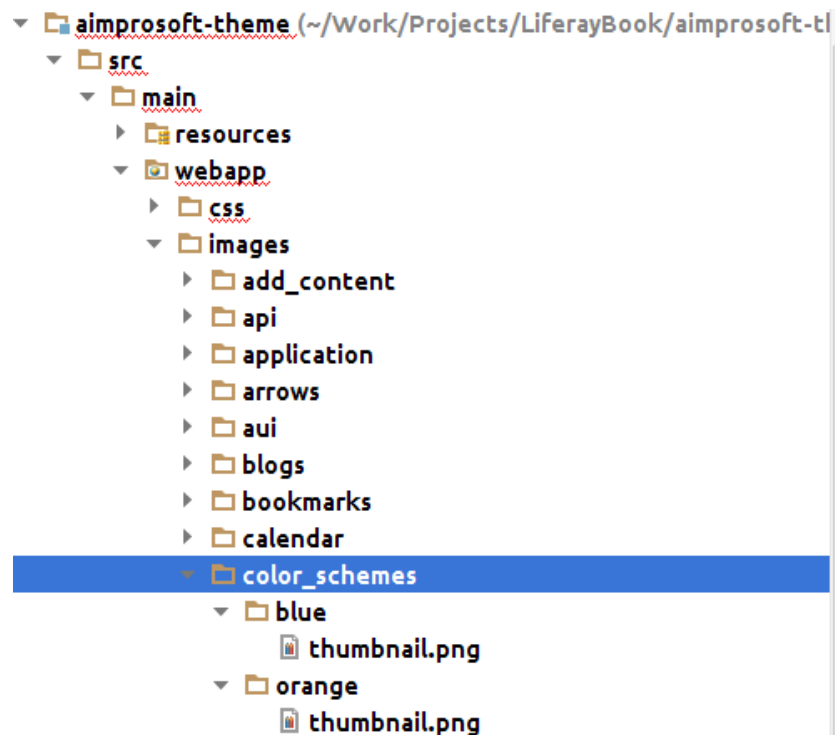 aimprosoft-theme (~/Work/Projects/LiferayBook/aimprosoft-tl
src
main
resources
webapp
css
images
add_content
api
application
arrows
aui
blogs
bookmarks
calendar
color_schemes
blue
thumbnail.png
orange
thumbnail.png